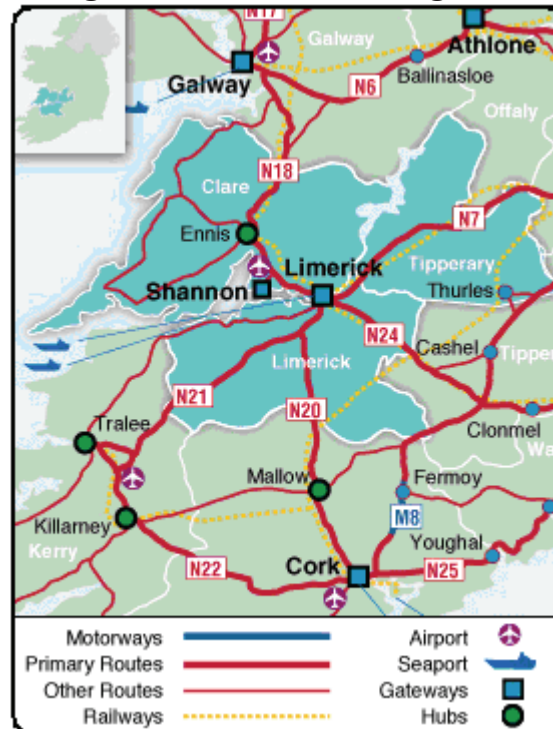 N17
Galway
Athlone
Galway
Ballinasloe
N6
Offaly
N18
Clare
N7
Ennis
Limerick
Tipperary
Shannon
Thurles
N24
Limerick
Cashel
N21
N20
Clonmel
Tralee
Mallow
Fermoy
Killarney
M8
Kerry
Youghal
N22
Cork
N25
Motorways
Airport
Primary Routes
Seaport
Other Routes
Gateways
Railways
Hubs